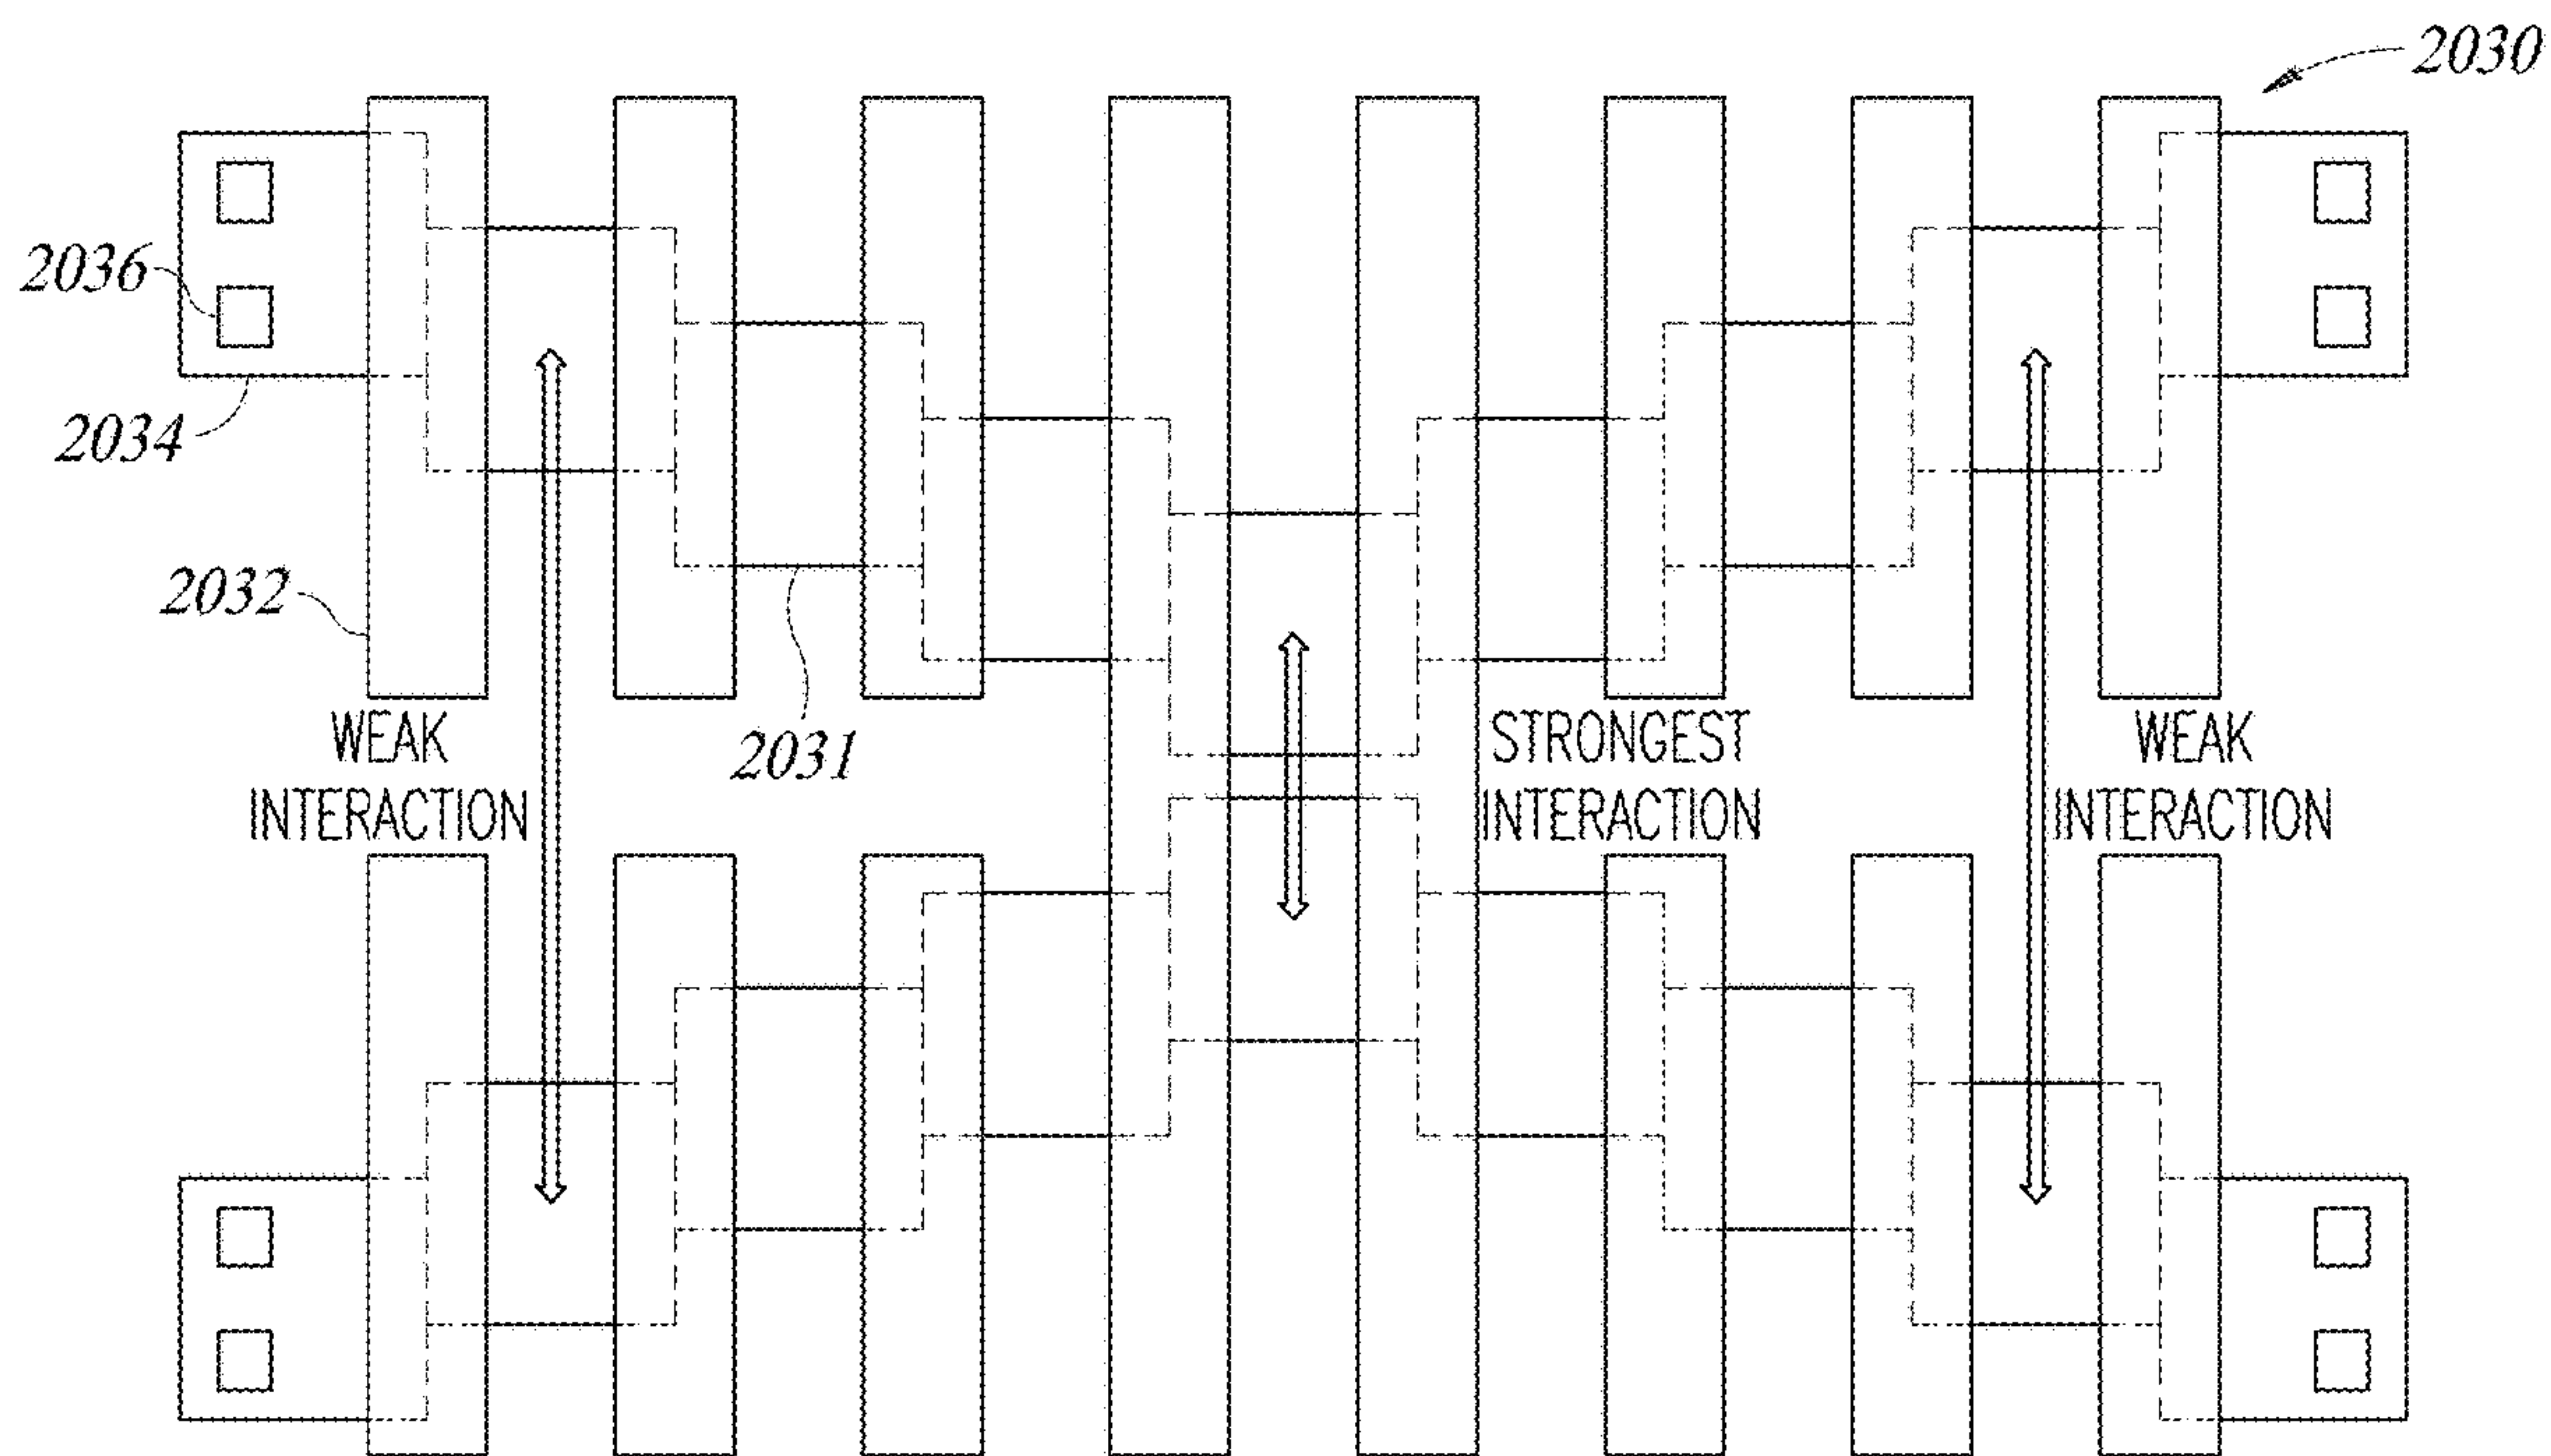 2030
2036
2034
2032
2031
WEAK
INTERACTION
STRONGEST
INTERACTION
WEAK
INTERACTION